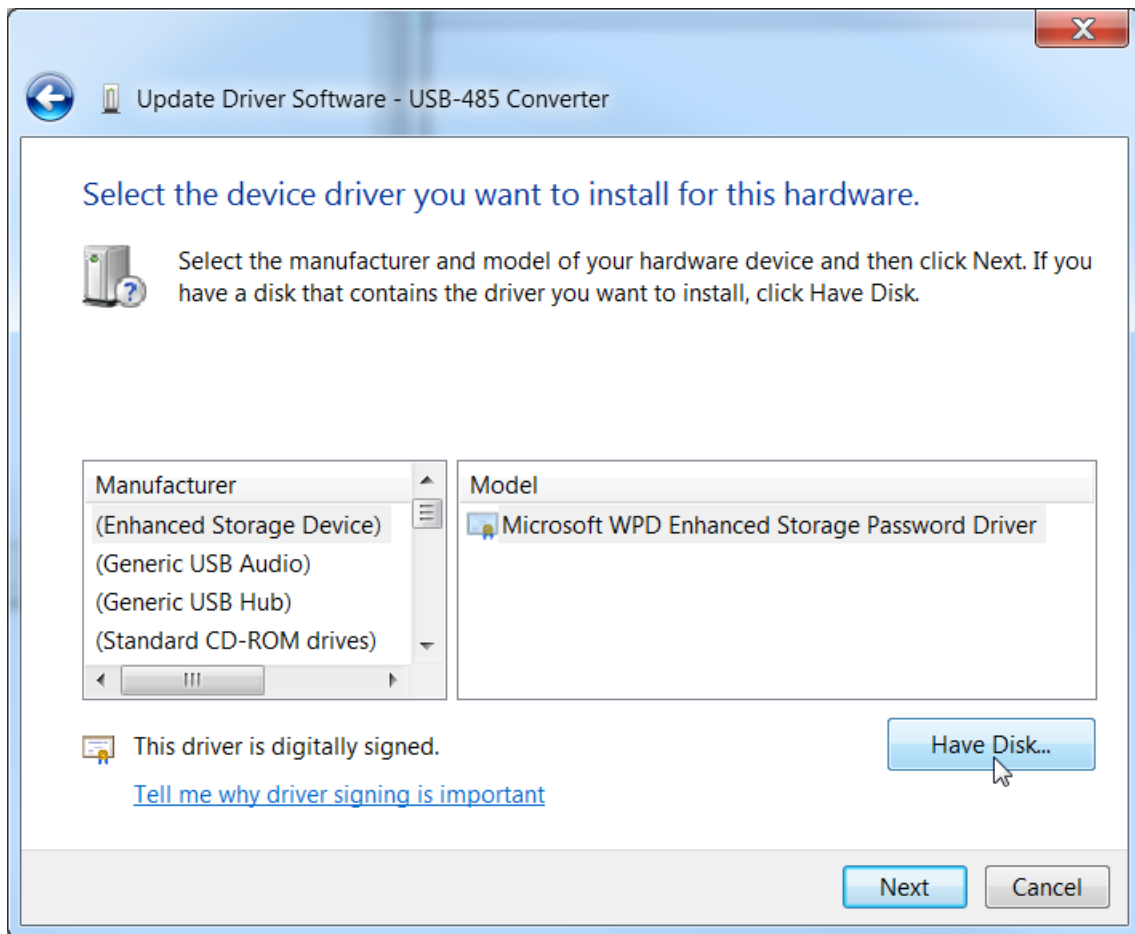 Update Driver Software - USB-485 Converter
Select the device driver you want to install for this hardware.
Select the manufacturer and model of your hardware device and then click Next. If you
have a disk that contains the driver you want to install, click Have Disk.
Manufacturer
(Enhanced Storage Device)
(Generic USB Audio)
(Generic USB Hub)
(Standard CD-ROM drives)
Model
Microsoft WPD Enhanced Storage Password Driver
This driver is digitally signed.
Have Disk...
Tell me why driver signing is important
Next
Cancel